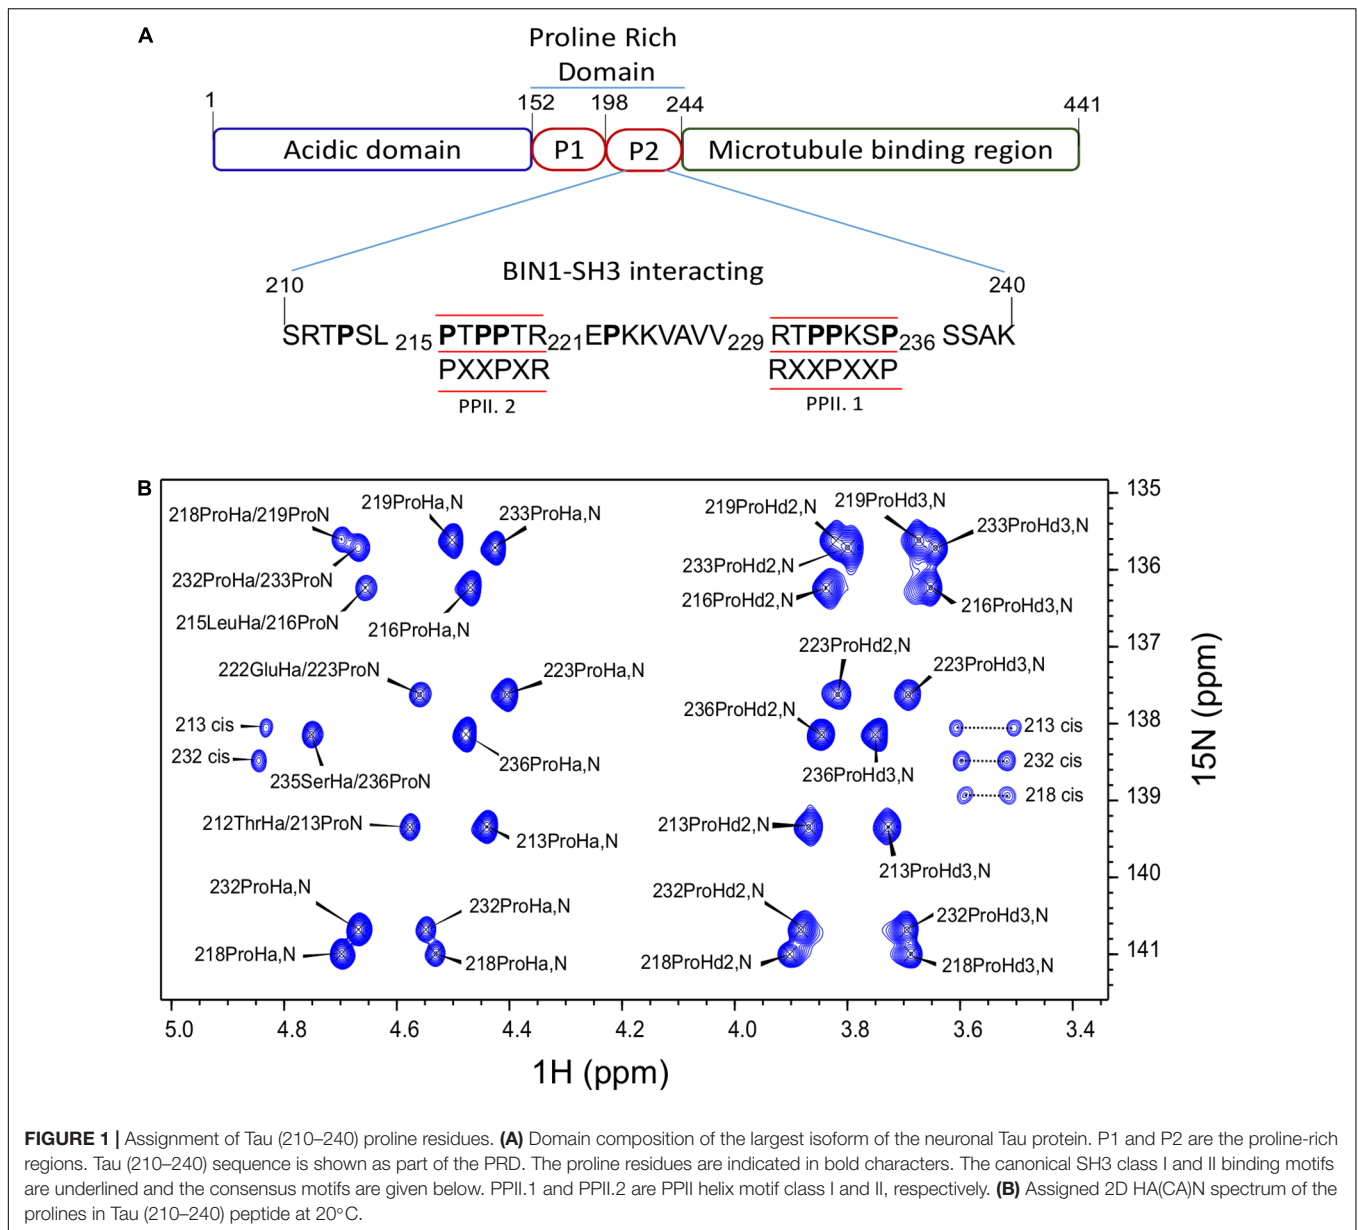 A
Proline Rich
Domain
1
152
198
244
441
Acidic domain
P1
P2
Microtubule binding region
BIN1-SH3 interacting
210
240
SRTPSL 215 PTPPTR 221 EPKKVAVV 229 RTPPKSP 236 SSAK
PXXPXR
RXXPXXP
PPII. 2
PPII. 1
B
218ProHa/219ProN
219ProHa,N
233ProHa,N
219ProHd2,N
219ProHd3,N
233ProHd3,N
232ProHa/233ProN
233ProHd2,N
215LeuHa/216ProN
216ProHa,N
216ProHd2,N
216ProHd3,N
222GluHa/223ProN
223ProHa,N
223ProHd2,N
223ProHd3,N
213 cis
236ProHd2,N
213 cis
232 cis
235SerHa/236ProN
236ProHa,N
236ProHd3,N
232 cis
218 cis
212ThrHa/213ProN
213ProHa,N
213ProHd2,N
213ProHd3,N
232ProHa,N
232ProHa,N
232ProHd2,N
232ProHd3,N
218ProHa,N
218ProHa,N
218ProHd2,N
218ProHd3,N
135
136
137
138
139
140
141
15N (ppm)
5.0
4.8
4.6
4.4
4.2
4.0
3.8
3.6
3.4
1H (ppm)
FIGURE 1 | Assignment of Tau (210–240) proline residues. (A) Domain composition of the largest isoform of the neuronal Tau protein. P1 and P2 are the proline-rich
regions. Tau (210–240) sequence is shown as part of the PRD. The proline residues are indicated in bold characters. The canonical SH3 class I and II binding motifs
are underlined and the consensus motifs are given below. PPII.1 and PPII.2 are PPII helix motif class I and II, respectively. (B) Assigned 2D HA(CA)N spectrum of the
prolines in Tau (210–240) peptide at 20°C.